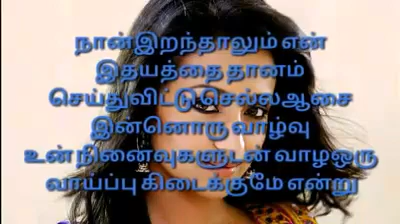 நான்இறந்தாலும் என்
இதயத்தை தானம்
செய்துவிட்டு செல்லஆசை
இன்னொரு வாழ்வு
உன் நினைவுகளுடன் வாழஒரு
வாய்ப்பு கிடைக்குமே என்று